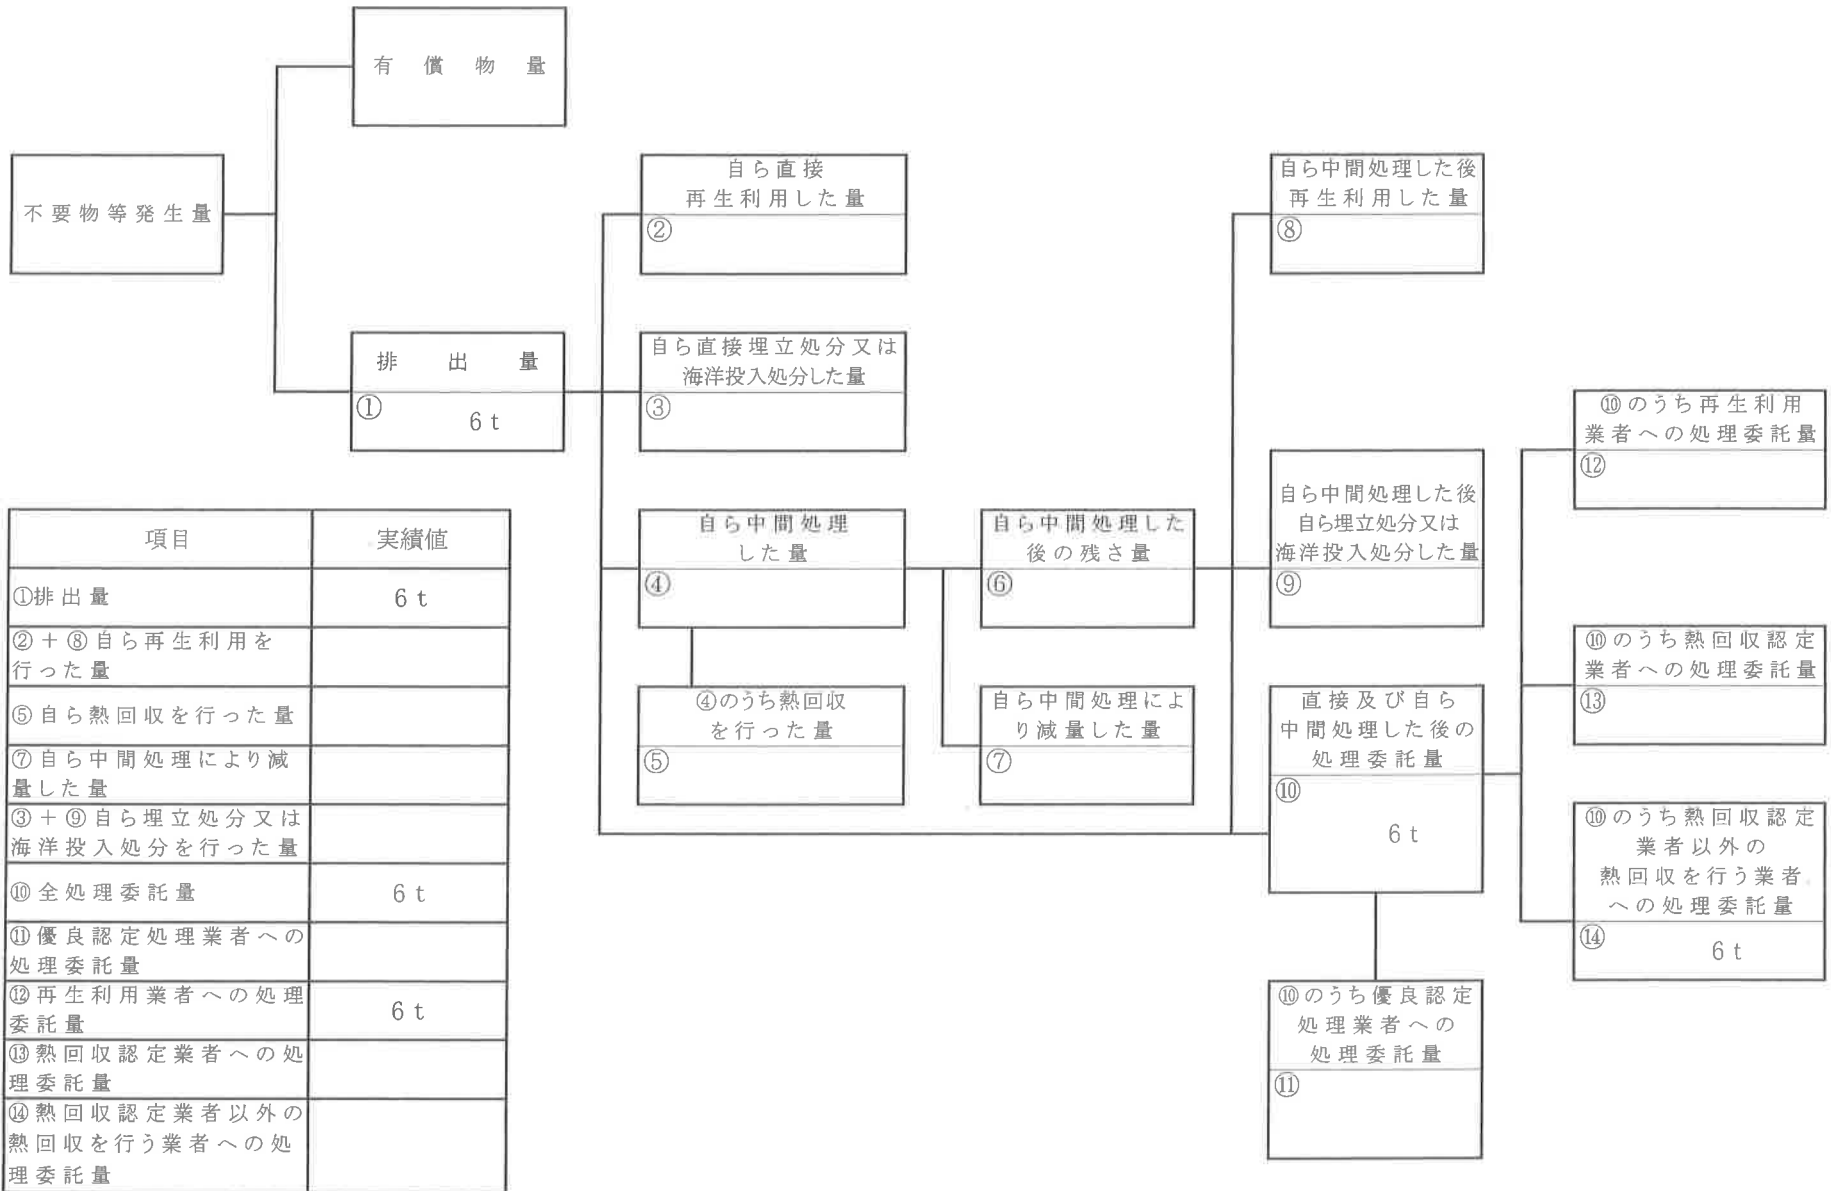 有償物量
不要物等発生量
排出量
①
6t
自ら直接
再生利用した量
②
自ら直接埋立処分又は
海洋投入処分した量
③
自ら中間処理
した量
④
④のうち熱回収
を行った量
⑤
自ら中間処理した
後の残さ量
⑥
自ら中間処理によ
り減量した量
⑦
自ら中間処理した後
再生利用した量
⑧
自ら中間処理した後
自ら埋立処分又は
海洋投入処分した量
⑨
直接及び自ら
中間処理した後の
処理委託量
⑩
6t
⑩のうち優良認定
処理業者への
処理委託量
⑪
⑩のうち再生利用
業者への処理委託量
⑫
⑩のうち熱回収認定
業者への処理委託量
⑬
⑩のうち熱回収認定
業者以外の
熱回収を行う業者
への処理委託量
⑭
6t
項目 実績値
①排出量 6t
②+⑧自ら再生利用を
行った量
⑤自ら熱回収を行った量
⑦自ら中間処理により減
量した量
③+⑨自ら埋立処分又は
海洋投入処分を行った量
⑩全処理委託量 6t
⑪優良認定処理業者への
処理委託量
⑫再生利用業者への処理
委託量 6t
⑬熱回収認定業者への処
理委託量
⑭熱回収認定業者以外の
熱回収を行う業者への処
理委託量